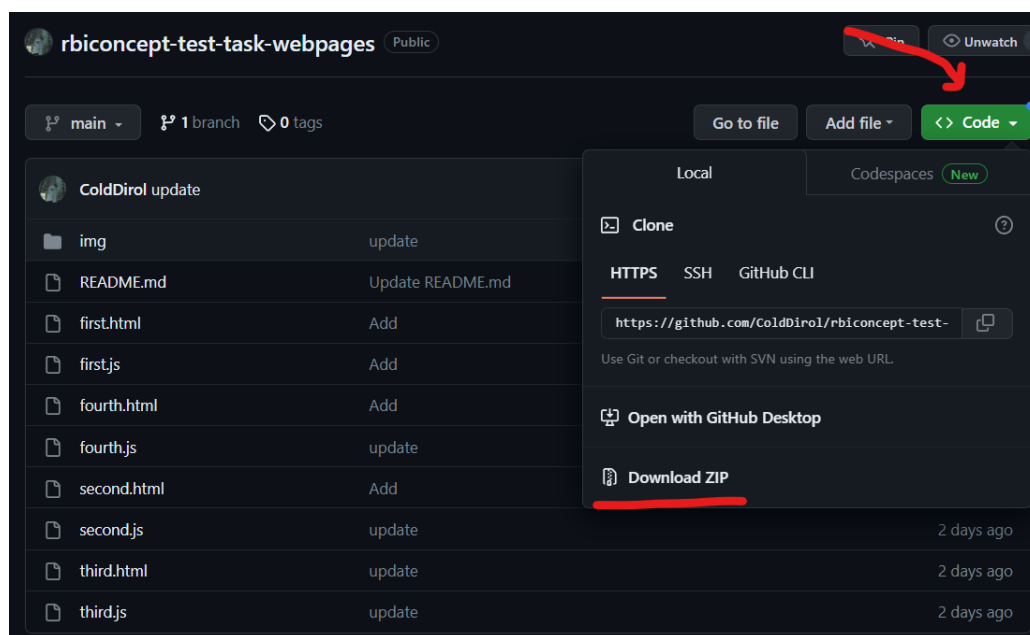 rbiconcept-test-task-webpages Public
Unwatch
main 1 branch 0 tags Go to file Add file <> Code
ColdDirol update
Local Codespaces New
Clone
HTTPS SSH GitHub CLI
https://github.com/ColdDirol/rbiconcept-test-
Use Git or checkout with SVN using the web URL.
Open with GitHub Desktop
Download ZIP
img update
README.md Update README.md
first.html Add
first.js Add
fourth.html Add
fourth.js update
second.html Add
second.js update 2 days ago
third.html update 2 days ago
third.js update 2 days ago